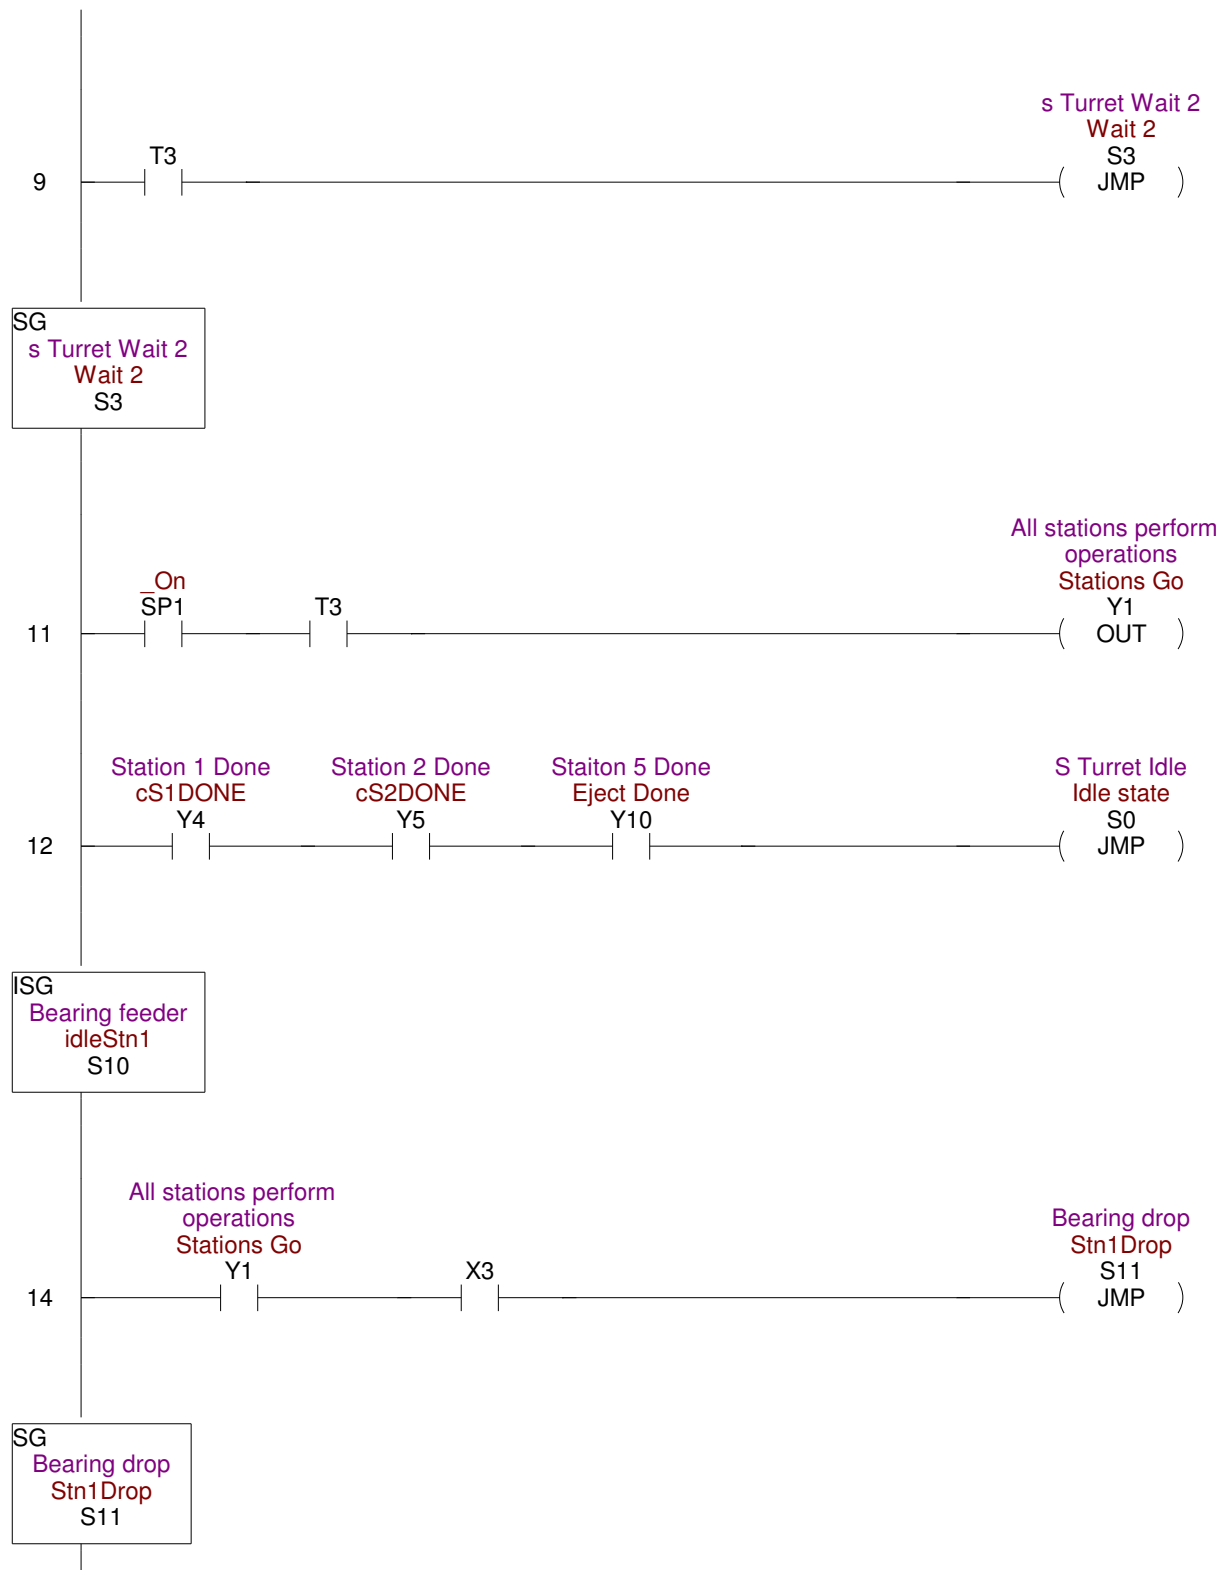 s Turret Wait 2
Wait 2
T3
S3
9
JMP
SG
s Turret Wait 2
Wait 2
S3
All stations perform
operations
_On
Stations Go
SP1
T3
Y1
11
OUT
Station 1 Done
Station 2 Done
Staiton 5 Done
S Turret Idle
cS1DONE
cS2DONE
Eject Done
Idle state
Y4
Y5
Y10
S0
12
JMP
ISG
Bearing feeder
idleStn1
S10
All stations perform
operations
Bearing drop
Stations Go
Stn1Drop
Y1
X3
S11
14
JMP
SG
Bearing drop
Stn1Drop
S11